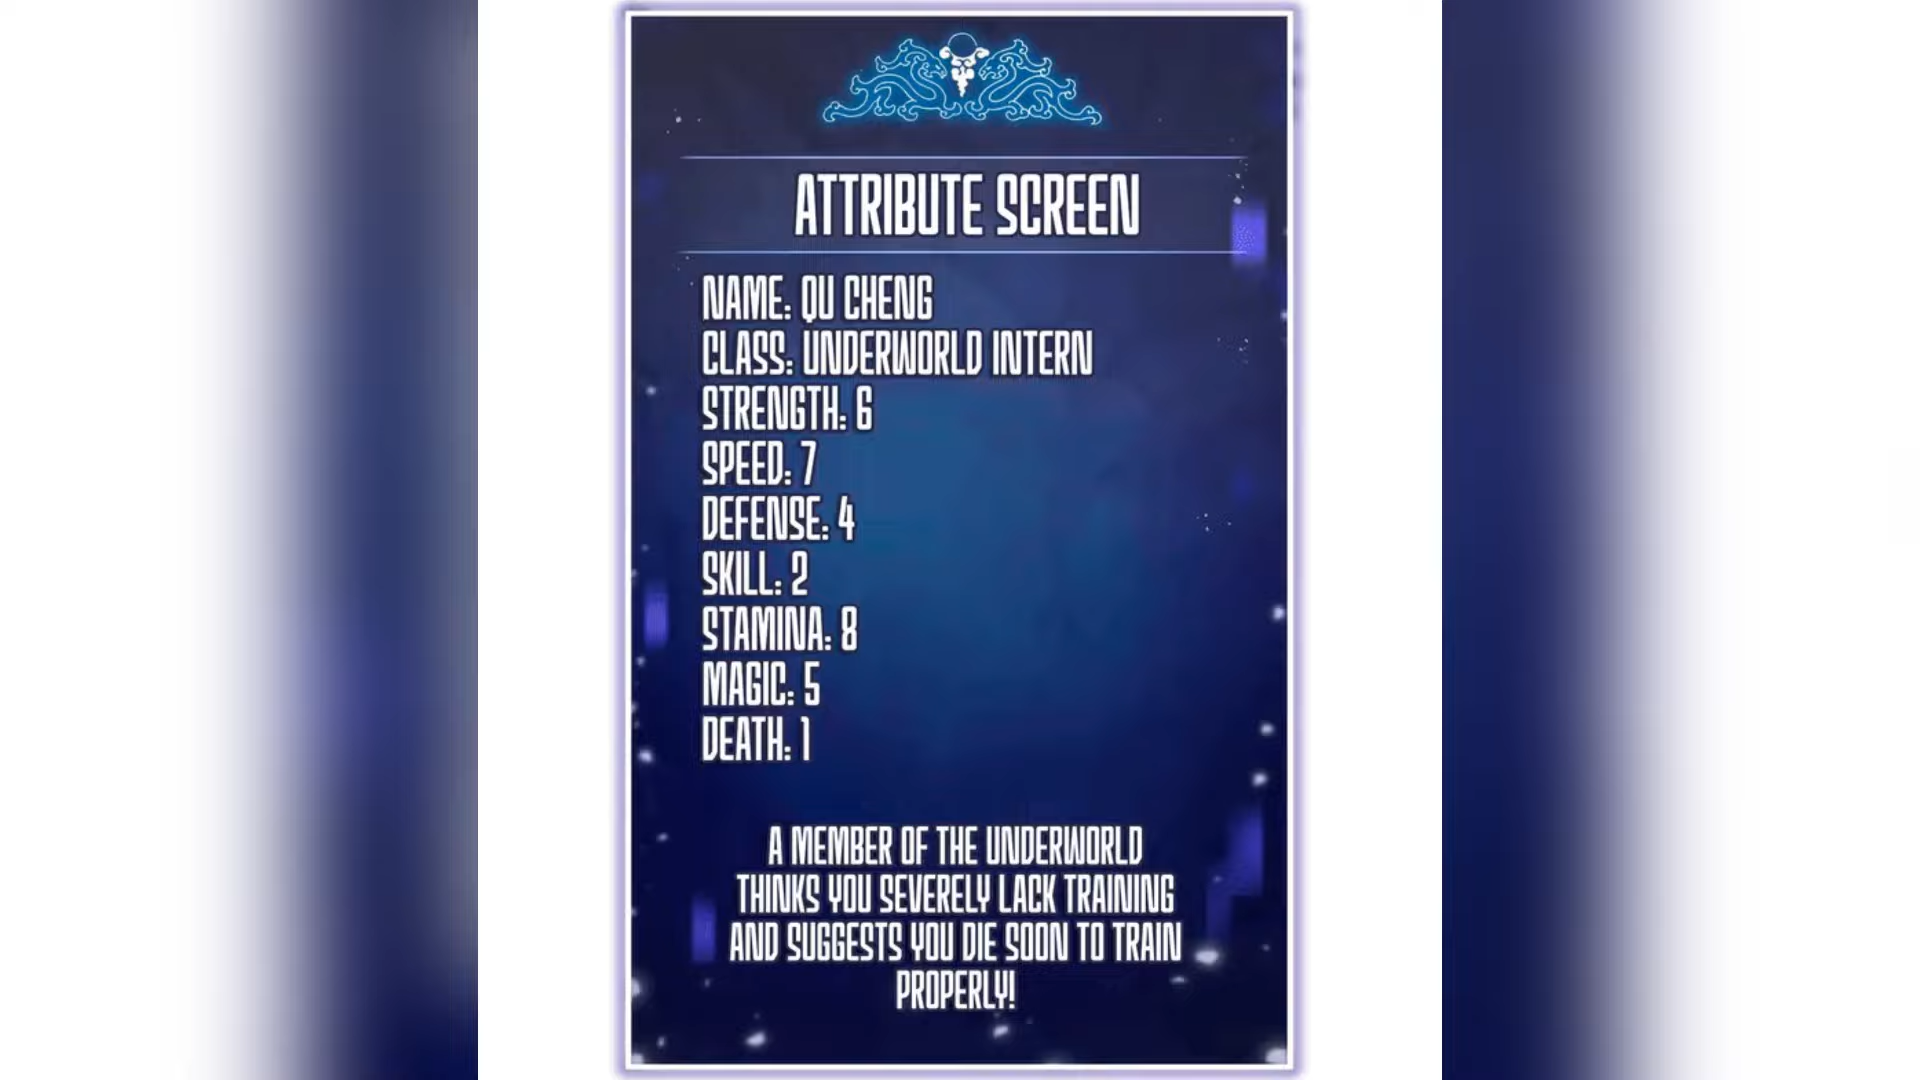 ATTRIBUTE SCREEN
NAME: QU CHENG
CLASS: UNDERWORLD INTERN
STRENGTH: 6
SPEED: 7
DEFENSE: 4
SKILL: 2
STAMINA: 8
MAGIC: 5
DEATH: 1
A MEMBER OF THE UNDERWORLD
THINKS YOU SEVERELY LACK TRAINING
AND SUGGESTS YOU DIE SOON TO TRAIN
PROPERLY!